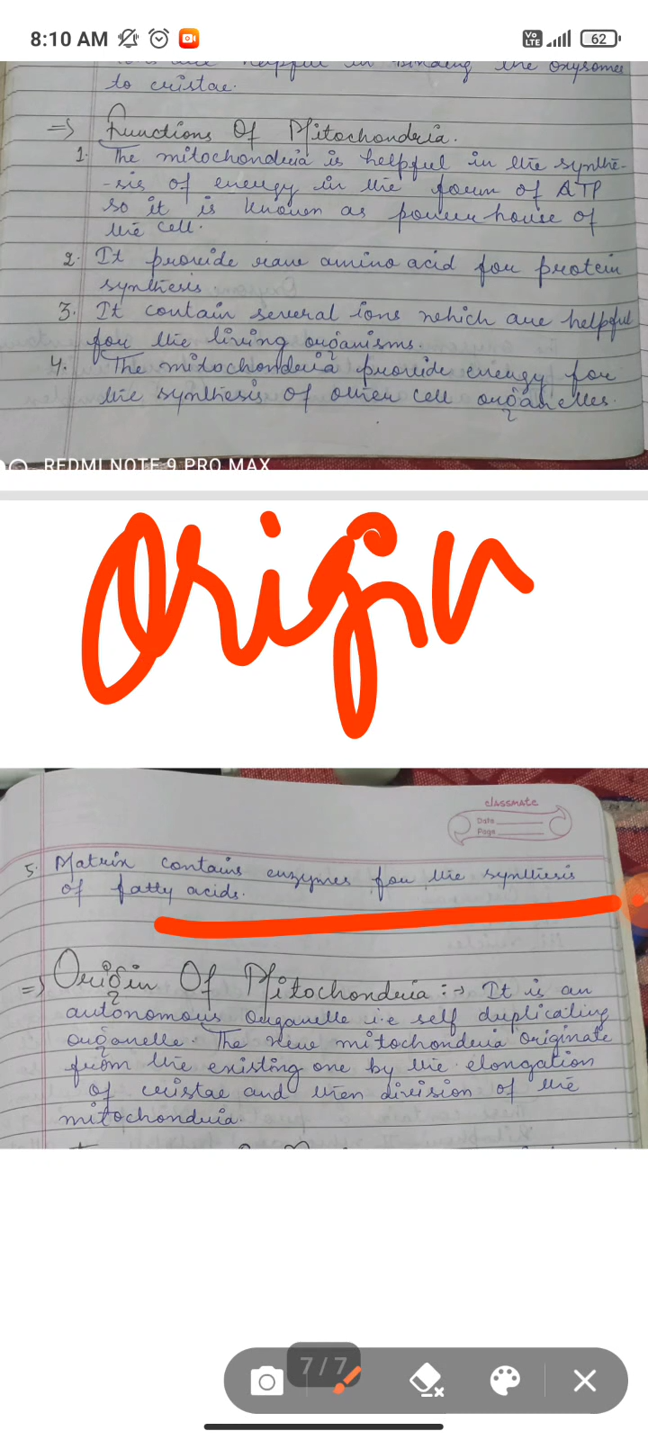 8:10 AM
Vo
LTE
62
to cristae.
=> Functions Of Mitochondria.
1. The mitochondria is helpful in the synthe-
-sis of energy in the form of ATP
so it is known as power house of
the cell.
2. It provide raw amino acid for protein
synthesis.
3. It contain several ions which are helpful
for the living organisms.
4. The mitochondria provide energy for
the synthesis of other cell organelles.
REDMI NOTE 9 PRO MAX
Origin
classmate
Date
Page
5. Matrix contains enzymes for the synthesis
of fatty acids.
=> Origin Of Mitochondria :-> It is an
autonomous organelle i.e self duplicating
organelle. The new mitochondria originate
from the existing one by the elongation
of cristae and then division of the
mitochondria.
7/7